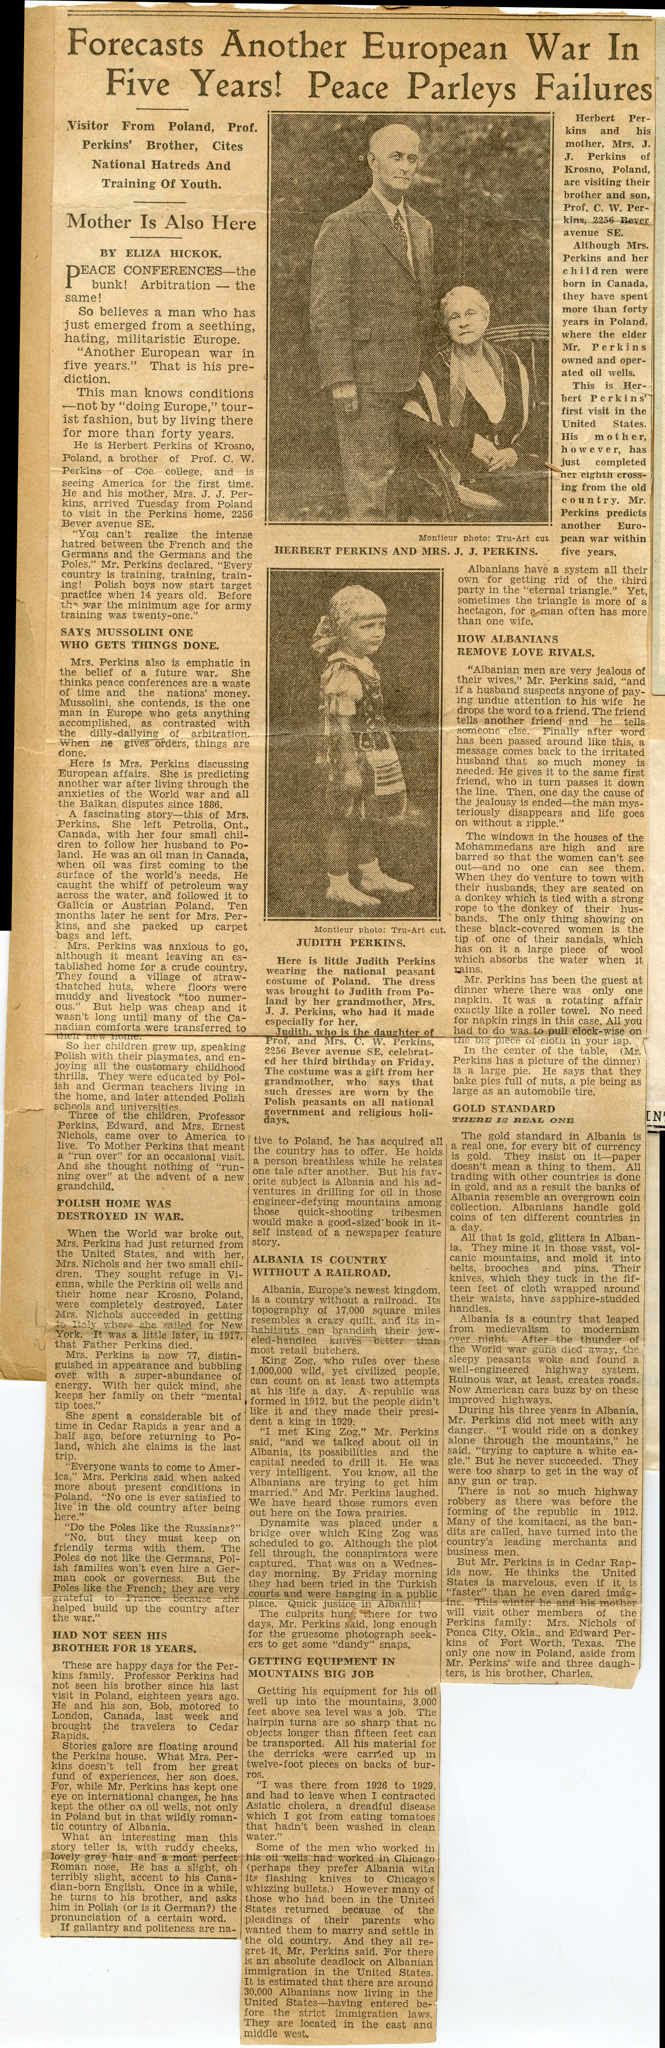 Forecasts Another European War In
Five Years! Peace Parleys Failures
Visitor From Poland, Prof.
Perkins' Brother, Cites
National Hatreds And
Training Of Youth.
Mother Is Also Here
BY ELIZA HICKOK.
PEACE CONFERENCES—the
bunk! Arbitration — the
same!
So believes a man who has
just emerged from a seething,
hating, militaristic Europe.
"Another European war in
five years." That is his pre-
diction.
This man knows conditions
—not by "doing Europe," tour-
ist fashion, but by living there
for more than forty years.
He is Herbert Perkins of Krosno,
Poland, a brother of Prof. C. W.
Perkins of Coe college, and is
seeing America for the first time.
He and his mother, Mrs. J. J. Per-
kins, arrived Tuesday from Poland
to visit in the Perkins home, 2256
Bever avenue SE.
"You can't realize the intense
hatred between the French and the
Germans and the Germans and the
Poles," Mr. Perkins declared. "Every
country is training, training, train-
ing! Polish boys now start target
practice when 14 years old. Before
the war the minimum age for army
training was twenty-one."
SAYS MUSSOLINI ONE
WHO GETS THINGS DONE.
Mrs. Perkins also is emphatic in
the belief of a future war. She
thinks peace conferences are a waste
of time and the nations' money.
Mussolini, she contends, is the one
man in Europe who gets anything
accomplished, as contrasted with
the dilly-dallying of arbitration.
When he gives orders, things are
done.
Here is Mrs. Perkins discussing
European affairs. She is predicting
another war after living through the
anxieties of the World war and all
the Balkan disputes since 1886.
A fascinating story—this of Mrs.
Perkins. She left Petrolia, Ont.,
Canada, with her four small chil-
dren to follow her husband to Po-
land. He was an oil man in Canada,
when oil was first coming to the
surface of the world's needs. He
caught the whiff of petroleum way
across the water, and followed it to
Galicia or Austrian Poland. Ten
months later he sent for Mrs. Per-
kins, and she packed up carpet
bags and left.
Mrs. Perkins was anxious to go,
although it meant leaving an es-
tablished home for a crude country.
They found a village of straw-
thatched huts, where floors were
muddy and livestock "too numer-
ous." But help was cheap and it
wasn't long until many of the Ca-
nadian comforts were transferred to
their new home.
So her children grew up, speaking
Polish with their playmates, and en-
joying all the customary childhood
thrills. They were educated by Pol-
ish and German teachers living in
the home, and later attended Polish
schools and universities.
Three of the children, Professor
Perkins, Edward, and Mrs. Ernest
Nichols, came over to America to
live. To Mother Perkins that meant
a "run over" for an occasional visit.
And she thought nothing of "run-
ning over" at the advent of a new
grandchild.
POLISH HOME WAS
DESTROYED IN WAR.
When the World war broke out,
Mrs. Perkins had just returned from
the United States, and with her,
Mrs. Nichols and her two small chil-
dren. They sought refuge in Vi-
enna, while the Perkins oil wells and
their home near Krosno, Poland,
were completely destroyed. Later
Mrs. Nichols succeeded in getting
to Italy where she sailed for New
York. It was a little later, in 1917,
that Father Perkins died.
Mrs. Perkins is now 77, distin-
guished in appearance and bubbling
over with a super-abundance of
energy. With her quick mind, she
keeps her family on their "mental
tip toes."
She spent a considerable bit of
time in Cedar Rapids a year and a
half ago, before returning to Po-
land, which she claims is the last
trip.
"Everyone wants to come to Amer-
ica," Mrs. Perkins said when asked
more about present conditions in
Poland. "No one is ever satisfied to
live in the old country after being
here."
"Do the Poles like the Russians?"
"No, but they must keep on
friendly terms with them. The
Poles do not like the Germans. Pol-
ish families won't even hire a Ger-
man cook or governess. But the
Poles like the French; they are very
grateful to France because she
helped build up the country after
the war."
HAD NOT SEEN HIS
BROTHER FOR 18 YEARS.
These are happy days for the Per-
kins family. Professor Perkins had
not seen his brother since his last
visit in Poland, eighteen years ago.
He and his son, Bob, motored to
London, Canada, last week and
brought the travelers to Cedar
Rapids.
Stories galore are floating around
the Perkins house. What Mrs. Per-
kins doesn't tell from her great
fund of experiences, her son does.
For, while Mr. Perkins has kept one
eye on international changes, he has
kept the other on oil wells, not only
in Poland but in that wildly roman-
tic country of Albania.
What an interesting man this
story teller is, with ruddy cheeks,
lovely gray hair and a most perfect
Roman nose. He has a slight, oh
terribly slight, accent to his Cana-
dian-born English. Once in a while,
he turns to his brother, and asks
him in Polish (or is it German?) the
pronunciation of a certain word.
If gallantry and politeness are na-
Montieur photo; Tru-Art cut
HERBERT PERKINS AND MRS. J. J. PERKINS.
Herbert Per-
kins and his
mother, Mrs. J.
J. Perkins of
Krosno, Poland,
are visiting their
brother and son,
Prof. C. W. Per-
kins, 2256 Bever
avenue SE.
Although Mrs.
Perkins and her
children were
born in Canada,
they have spent
more than forty
years in Poland,
where the elder
Mr. Perkins
owned and oper-
ated oil wells.
This is Her-
bert Perkins'
first visit in the
United States.
His mother,
however, has
just completed
her eighth cross-
ing from the old
country. Mr.
Perkins predicts
another Euro-
pean war within
five years.
Montieur photo; Tru-Art cut.
JUDITH PERKINS.
Here is little Judith Perkins
wearing the national peasant
costume of Poland. The dress
was brought to Judith from Po-
land by her grandmother, Mrs.
J. J. Perkins, who had it made
especially for her.
Judith, who is the daughter of
Prof. and Mrs. C. W. Perkins,
2256 Bever avenue SE, celebrat-
ed her third birthday on Friday.
The costume was a gift from her
grandmother, who says that
such dresses are worn by the
Polish peasants on all national
government and religious holi-
days.
tive to Poland, he has acquired all
the country has to offer. He holds
a person breathless while he relates
one tale after another. But his fav-
orite subject is Albania and his ad-
ventures in drilling for oil in those
engineer-defying mountains among
those quick-shooting tribesmen
would make a good-sized book in it-
self instead of a newspaper feature
story.
ALBANIA IS COUNTRY
WITHOUT A RAILROAD.
Albania, Europe's newest kingdom,
is a country without a railroad. Its
topography of 17,000 square miles
resembles a crazy quilt, and its in-
habitants can brandish their jew-
eled-handled knives better than
most retail butchers.
King Zog, who rules over these
1,000,000 wild, yet civilized people,
can count on at least two attempts
at his life a day. A republic was
formed in 1912, but the people didn't
like it and they made their presi-
dent a king in 1929.
"I met King Zog," Mr. Perkins
said, "and we talked about oil in
Albania, its possibilities and the
capital needed to drill it. He was
very intelligent. You know, all the
Albanians are trying to get him
married." And Mr. Perkins laughed.
We have heard those rumors even
out here on the Iowa prairies.
Dynamite was placed under a
bridge over which King Zog was
scheduled to go. Although the plot
fell through, the conspirators were
captured. That was on a Wednes-
day morning. By Friday morning
they had been tried in the Turkish
courts and were hanging in a public
place. Quick justice in Albania!
The culprits hung there for two
days, Mr. Perkins said, long enough
for the gruesome photograph seek-
ers to get some "dandy" snaps.
GETTING EQUIPMENT IN
MOUNTAINS BIG JOB
Getting his equipment for his oil
well up into the mountains, 3,000
feet above sea level was a job. The
hairpin turns are so sharp that no
objects longer than fifteen feet can
be transported. All his material for
the derricks were carried up in
twelve-foot pieces on backs of bur-
ros.
"I was there from 1926 to 1929,
and had to leave when I contracted
Asiatic cholera, a dreadful disease
which I got from eating tomatoes
that hadn't been washed in clean
water."
Some of the men who worked in
his oil wells had worked in Chicago
(perhaps they prefer Albania with
its flashing knives to Chicago's
whizzing bullets.) However many of
those who had been in the United
States returned because of the
pleadings of their parents who
wanted them to marry and settle in
the old country. And they all re-
gret it, Mr. Perkins said. For there
is an absolute deadlock on Albanian
immigration in the United States.
It is estimated that there are around
30,000 Albanians now living in the
United States—having entered be-
fore the strict immigration laws.
They are located in the east and
middle west.
Albanians have a system all their
own for getting rid of the third
party in the "eternal triangle." Yet,
sometimes the triangle is more of a
hectagon, for a man often has more
than one wife.
HOW ALBANIANS
REMOVE LOVE RIVALS.
"Albanian men are very jealous of
their wives," Mr. Perkins said, "and
if a husband suspects anyone of pay-
ing undue attention to his wife he
drops the word to a friend. The friend
tells another friend and he tells
someone else. Finally after word
has been passed around like this, a
message comes back to the irritated
husband that so much money is
needed. He gives it to the same first
friend, who in turn passes it down
the line. Then, one day the cause of
the jealousy is ended—the man mys-
teriously disappears and life goes
on without a ripple."
The windows in the houses of the
Mohammedans are high and are
barred so that the women can't see
out—and no one can see them.
When they do venture to town with
their husbands, they are seated on
a donkey which is tied with a strong
rope to the donkey of their hus-
bands. The only thing showing on
these black-covered women is the
tip of one of their sandals, which
has on it a large piece of wool
which absorbs the water when it
rains.
Mr. Perkins has been the guest at
dinner where there was only one
napkin. It was a rotating affair
exactly like a roller towel. No need
for napkin rings in this case. All you
had to do was to pull clock-wise on
the big piece of cloth in your lap.
In the center of the table, (Mr.
Perkins has a picture of the dinner)
is a large pie. He says that they
bake pies full of nuts, a pie being as
large as an automobile tire.
GOLD STANDARD
THERE IS REAL ONE
The gold standard in Albania is
a real one, for every bit of currency
is gold. They insist on it—paper
doesn't mean a thing to them. All
trading with other countries is done
in gold, and as a result the banks of
Albania resemble an overgrown coin
collection. Albanians handle gold
coins of ten different countries in
a day.
All that is gold, glitters in Alban-
ia. They mine it in those vast, vol-
canic mountains, and mold it into
belts, brooches and pins. Their
knives, which they tuck in the fif-
teen feet of cloth wrapped around
their waists, have sapphire-studded
handles.
Albania is a country that leaped
from medievalism to modernism
over night. After the thunder of
the World war guns died away, the
sleepy peasants woke and found a
well-engineered highway system.
Ruinous war, at least, creates roads.
Now American cars buzz by on these
improved highways.
During his three years in Albania,
Mr. Perkins did not meet with any
danger. "I would ride on a donkey
alone through the mountains," he
said, "trying to capture a white ea-
gle." But he never succeeded. They
were too sharp to get in the way of
any gun or trap.
There is not so much highway
robbery as there was before the
forming of the republic in 1912.
Many of the komitaczi, as the ban-
dits are called, have turned into the
country's leading merchants and
business men.
But Mr. Perkins is in Cedar Rap-
ids now. He thinks the United
States is marvelous, even if it is
"faster" than he even dared imag-
ine. This winter he and his mother
will visit other members of the
Perkins family: Mrs. Nichols of
Ponca City, Okla., and Edward Per-
kins of Fort Worth, Texas. The
only one now in Poland, aside from
Mr. Perkins' wife and three daugh-
ters, is his brother, Charles.
IN'